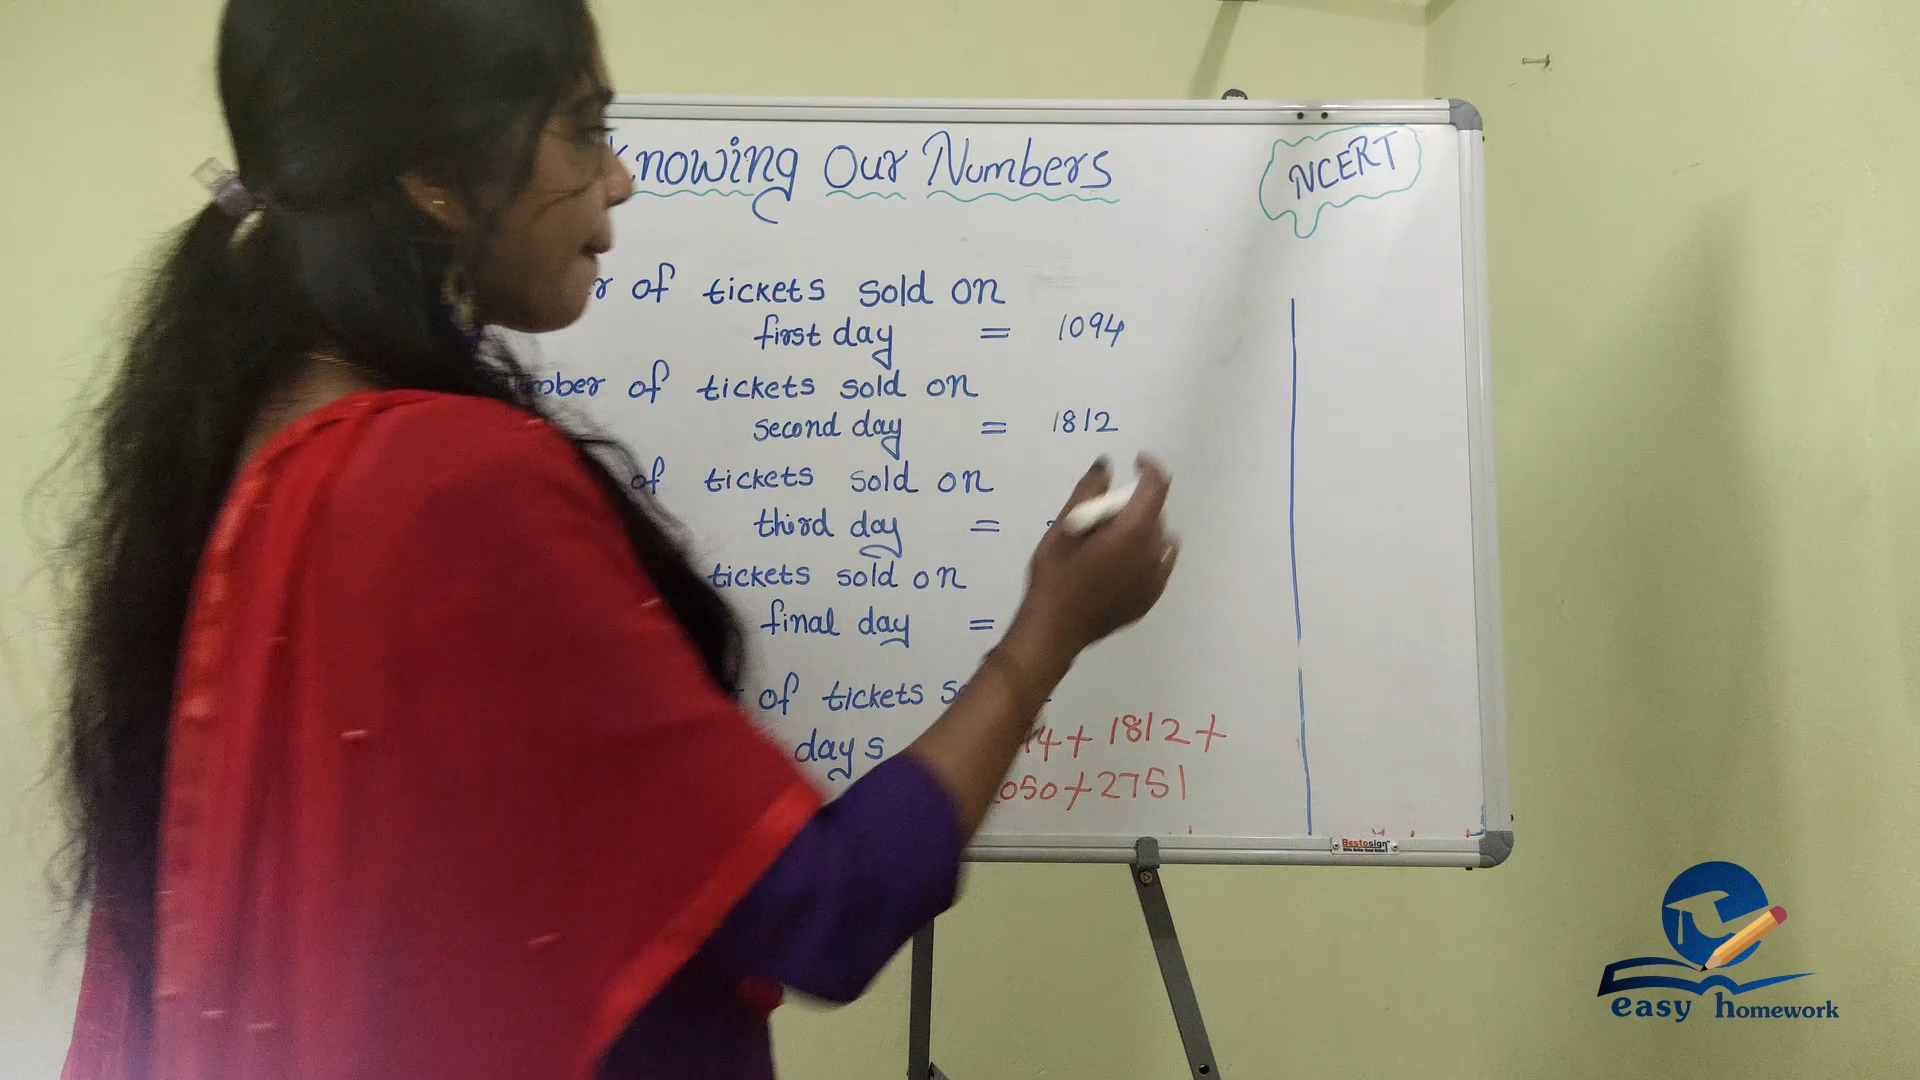 Knowing Our Numbers
NCERT
of tickets sold on
first day = 1094
of tickets sold on
second day = 1812
of tickets sold on
third day =
tickets sold on
final day =
of tickets
days 4+ 1812 +
050+2751
Bestosign
easy homework